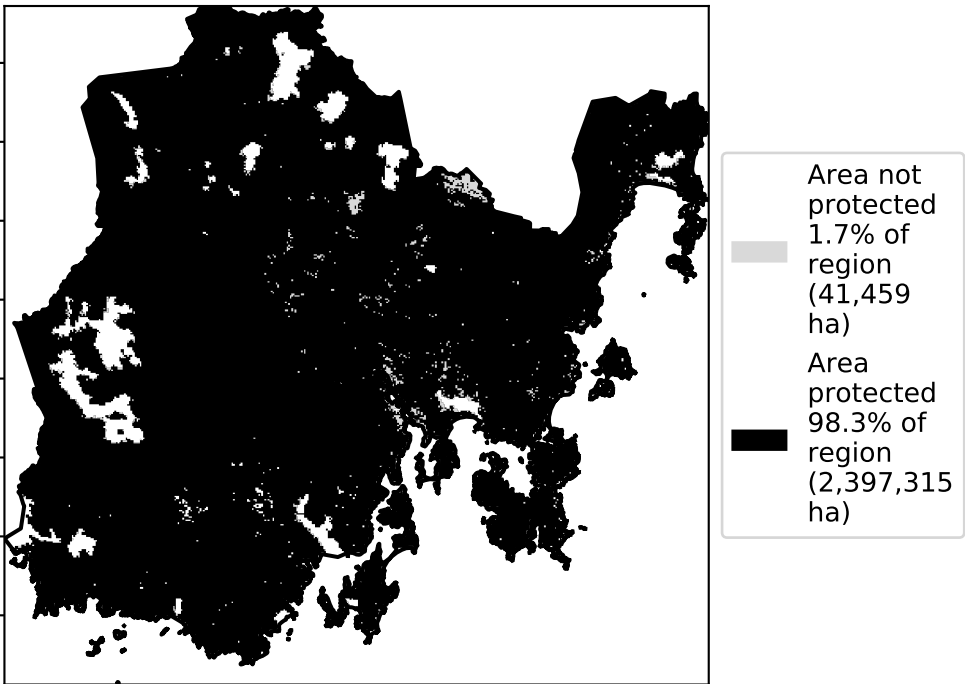 Area not
protected
1.7% of
region
(41,459
ha)
Area
protected
98.3% of
region
(2,397,315
ha)